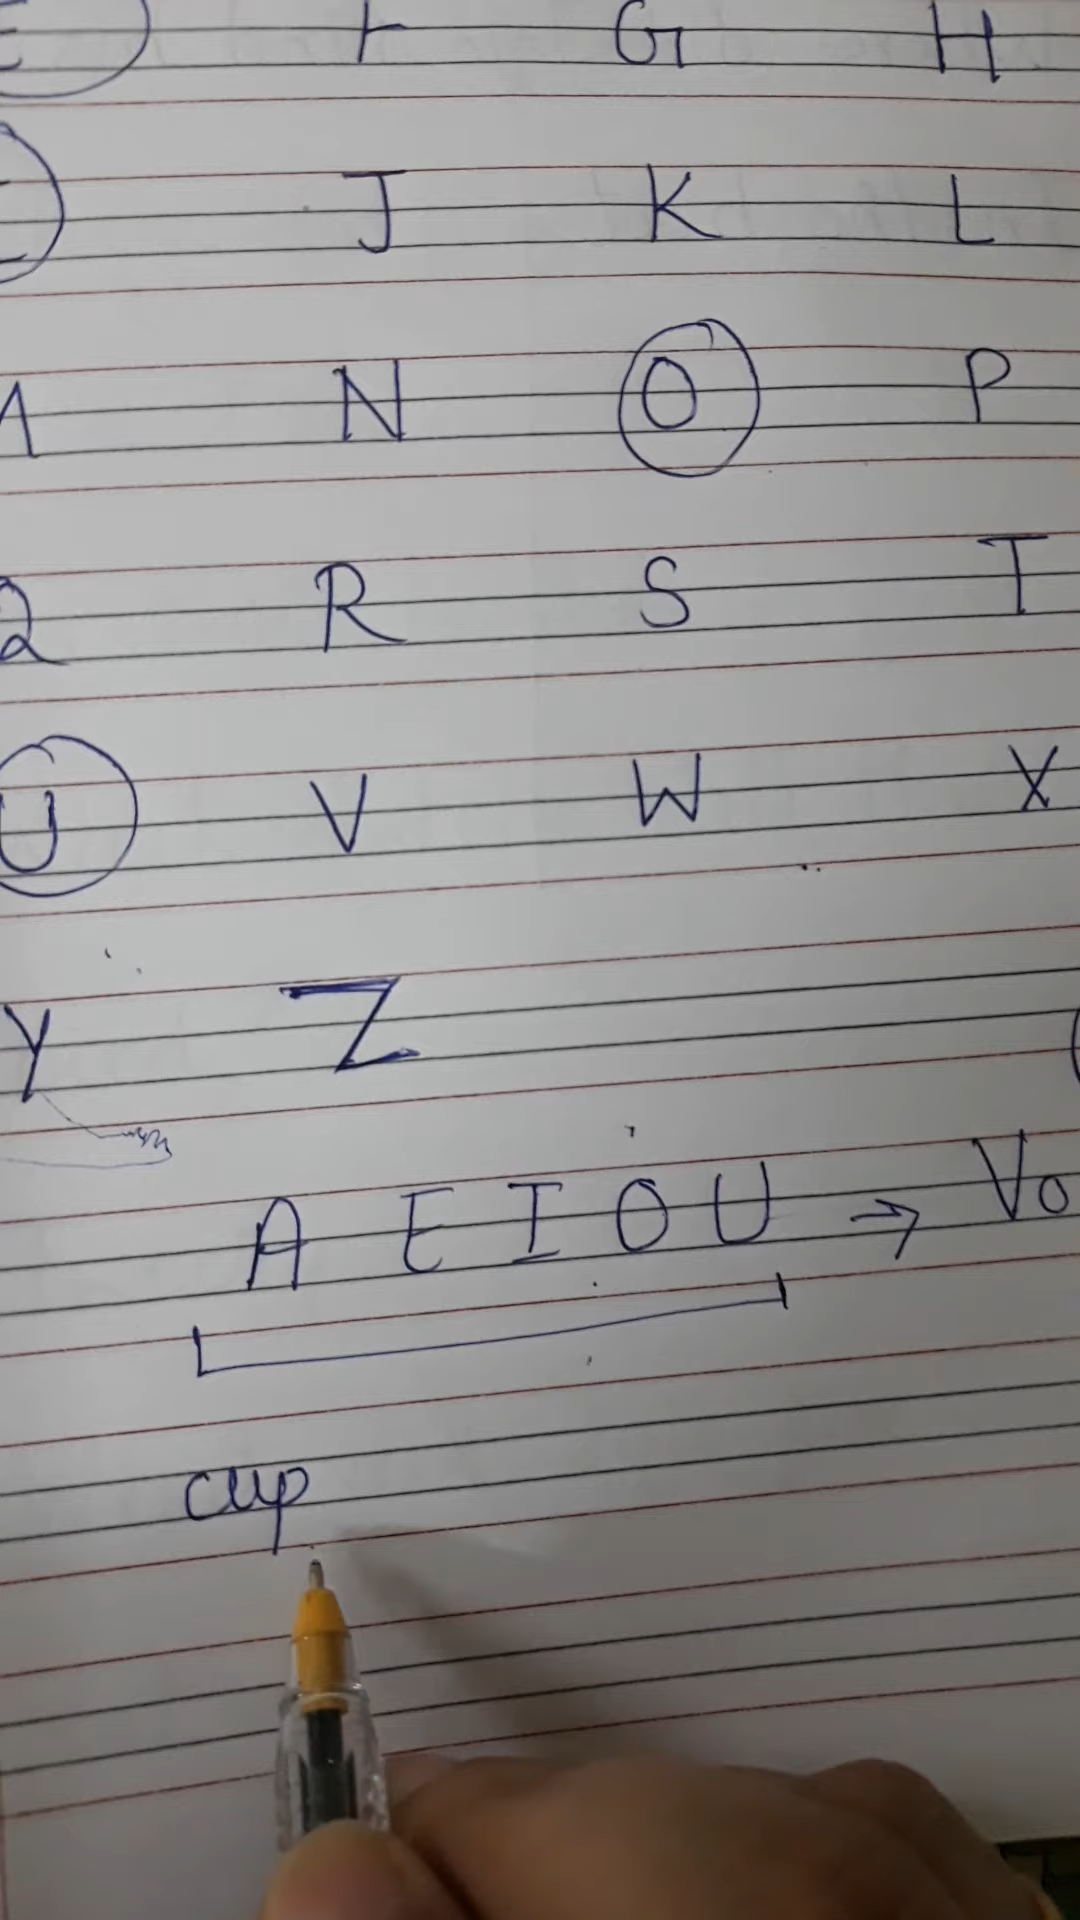 E F G H
I J K L
M N O P
Q R S T
U V W X
Y Z
A E I O U → Vo
cup